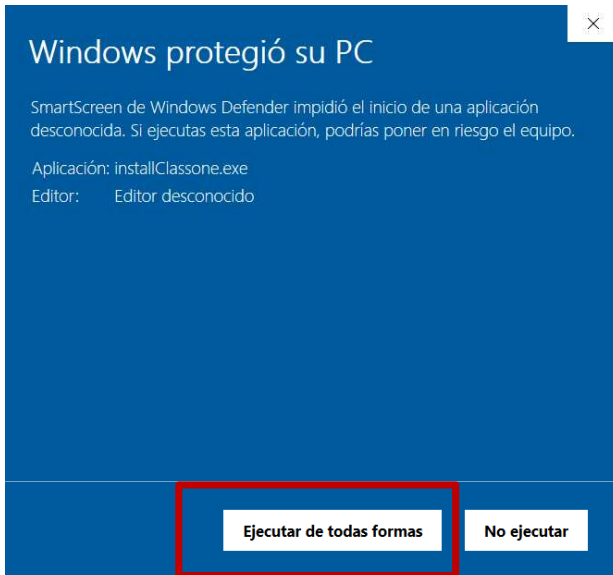 Windows protegió su PC
SmartScreen de Windows Defender impidió el inicio de una aplicación
desconocida. Si ejecutas esta aplicación, podrías poner en riesgo el equipo.
Aplicación: installClassone.exe
Editor: Editor desconocido
Ejecutar de todas formas No ejecutar